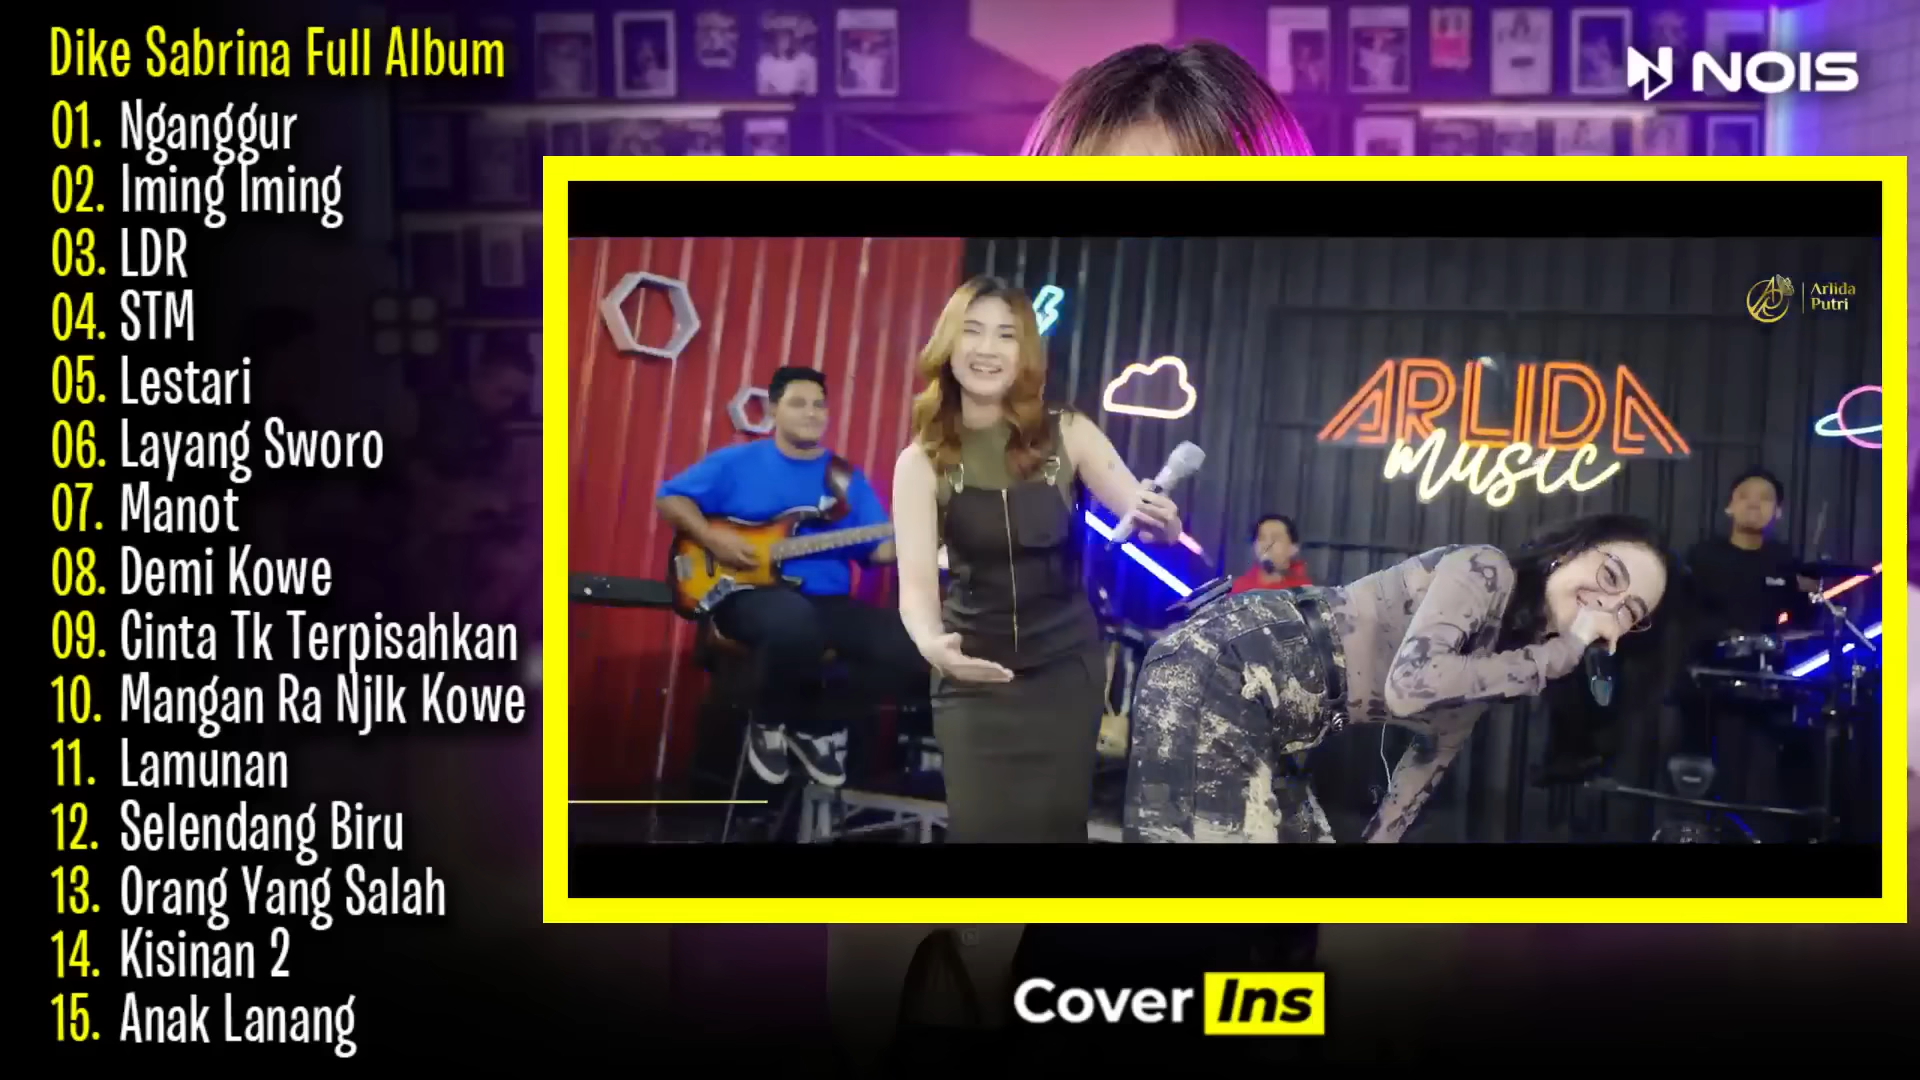 Dike Sabrina Full Album
01. Nganggur
02. Iming Iming
03. LDR
04. STM
05. Lestari
06. Layang Sworo
07. Manot
08. Demi Kowe
09. Cinta Tk Terpisahkan
10. Mangan Ra Njlk Kowe
11. Lamunan
12. Selendang Biru
13. Orang Yang Salah
14. Kisinan 2
15. Anak Lanang
NOIS
Arlida
Putri
ARLIDA
music
Cover Ins